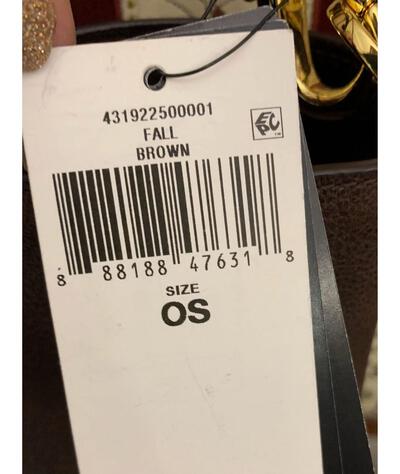 431922500001
FALL
BROWN
EPC
8 88188 47631 8
SIZE
OS